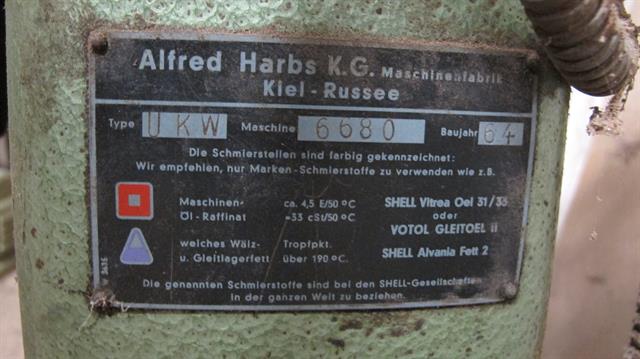 Alfred Harbs K.G. Maschinenfabrik
Kiel-Russee
Type UKW Maschine 6680 Baujahr 64
Die Schmierstellen sind farbig gekennzeichnet:
Wir empfehlen, nur Marken-Schmierstoffe zu verwenden wie z.B.
Maschinen- ca. 4,5 E/50°C SHELL Vitrea Oel 31/33
Öl-Raffinat =33 cSt/50°C oder
VOTOL GLEITOEL II
welches Wälz- Tropfpkt. SHELL Alvania Fett 2
u. Gleitlagerfett über 190°C.
Die genannten Schmierstoffe sind bei den SHELL-Gesellschaften
in der ganzen Welt zu beziehen.